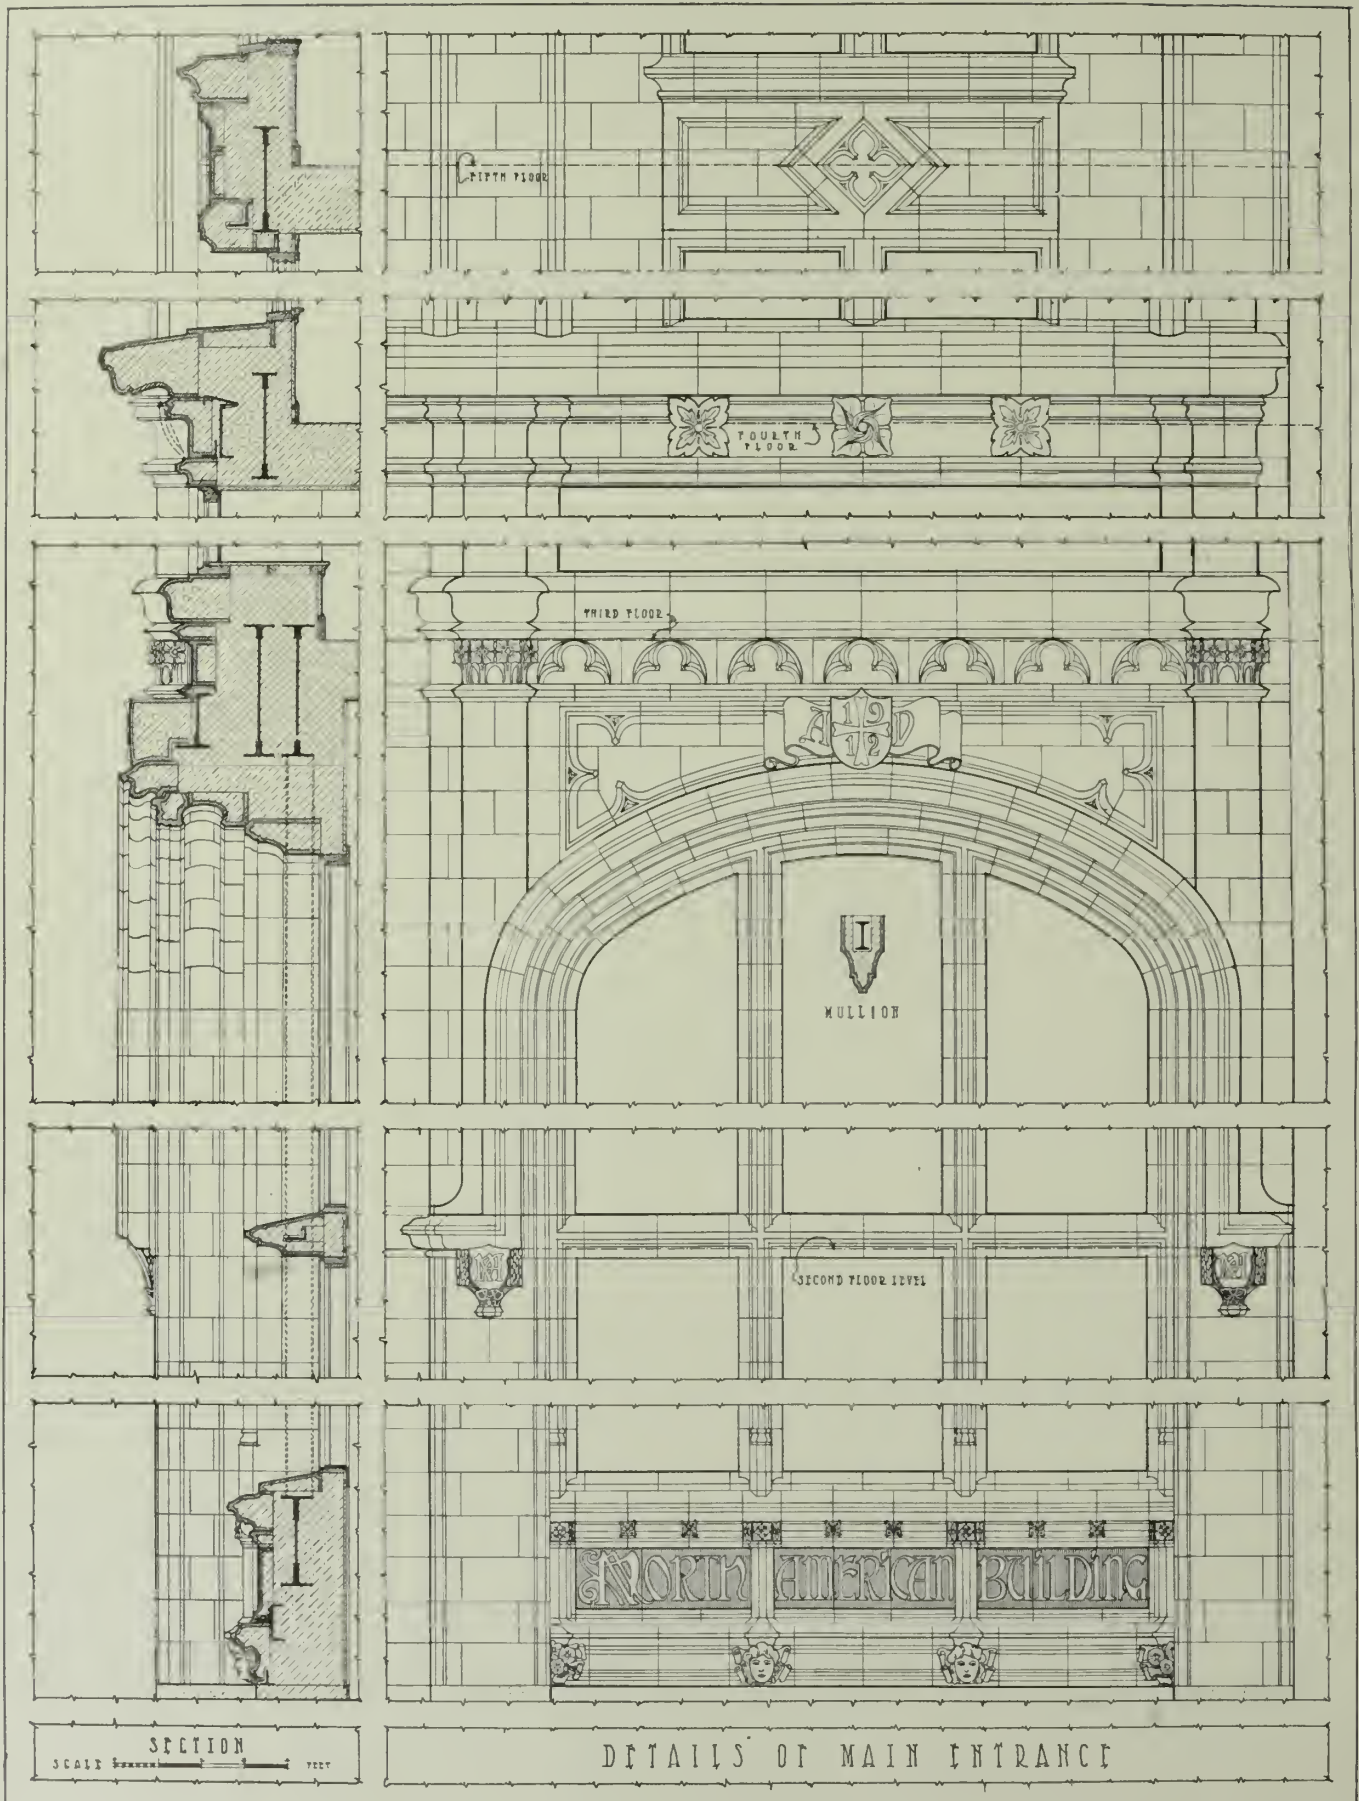 FIFTH FLOOR
FOURTH
FLOOR
THIRD FLOOR
A 19 D
12
MULLION
SECOND FLOOR LEVEL
NORTH AMERICAN BUILDING
SECTION
SCALE FEET
DETAILS OF MAIN ENTRANCE